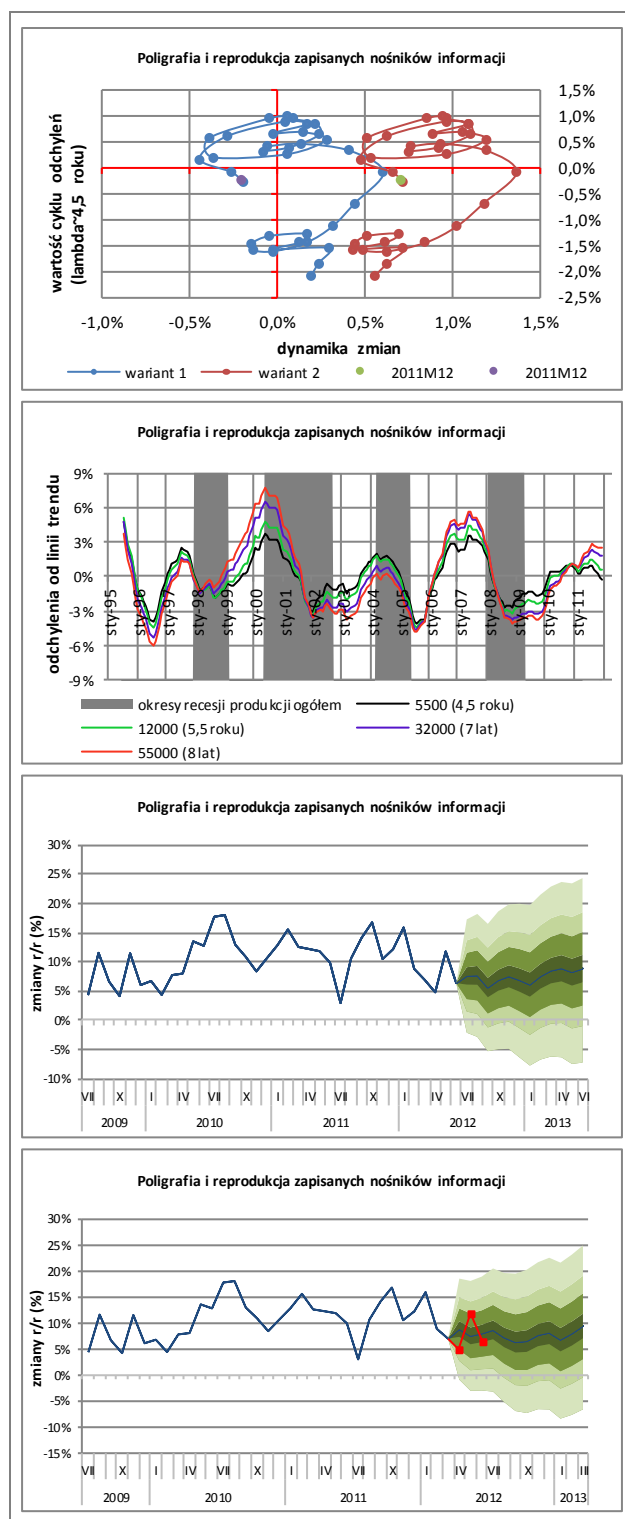 Poligrafia i reprodukcja zapisanych nośników informacji
1,5%
1,0%
0,5%
0,0%
-0,5%
-1,0%
-1,5%
-2,0%
-2,5%
wartość cyklu odchyleń
(lambda~4,5 roku)
-1,0% -0,5% 0,0% 0,5% 1,0% 1,5%
dynamika zmian
wariant 1 wariant 2 2011M12 2011M12
Poligrafia i reprodukcja zapisanych nośników informacji
odchylenia od linii trendu
9%
6%
3%
0%
-3%
-6%
-9%
sty-95 sty-96 sty-97 sty-98 sty-99 sty-00 sty-01 sty-02 sty-03 sty-04 sty-05 sty-06 sty-07 sty-08 sty-09 sty-10 sty-11
okresy recesji produkcji ogółem 5500 (4,5 roku)
12000 (5,5 roku) 32000 (7 lat)
55000 (8 lat)
Poligrafia i reprodukcja zapisanych nośników informacji
zmiany r/r (%)
30%
25%
20%
15%
10%
5%
0%
-5%
-10%
VII X I IV VII X I IV VII X I IV VII X I IV VI
2009 2010 2011 2012 2013
Poligrafia i reprodukcja zapisanych nośników informacji
zmiany r/r (%)
30%
25%
20%
15%
10%
5%
0%
-5%
-10%
-15%
VII X I IV VII X I IV VII X I IV VII X I III
2009 2010 2011 2012 2013